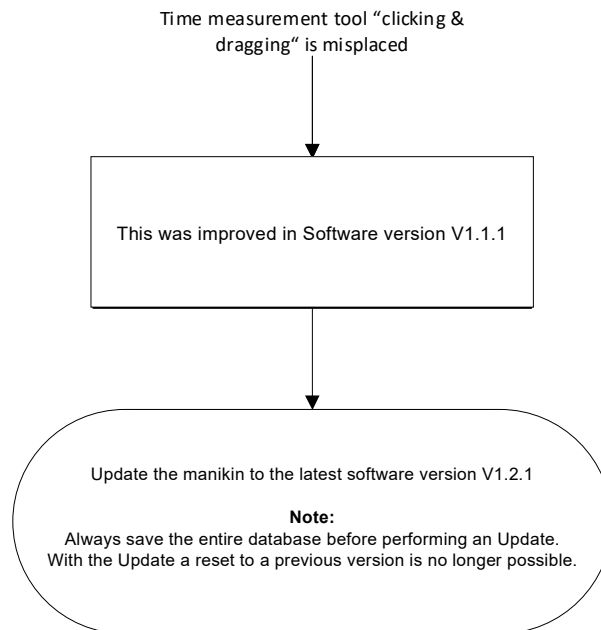 Time measurement tool “clicking &
dragging“ is misplaced
This was improved in Software version V1.1.1
Update the manikin to the latest software version V1.2.1
Note:
Always save the entire database before performing an Update.
With the Update a reset to a previous version is no longer possible.